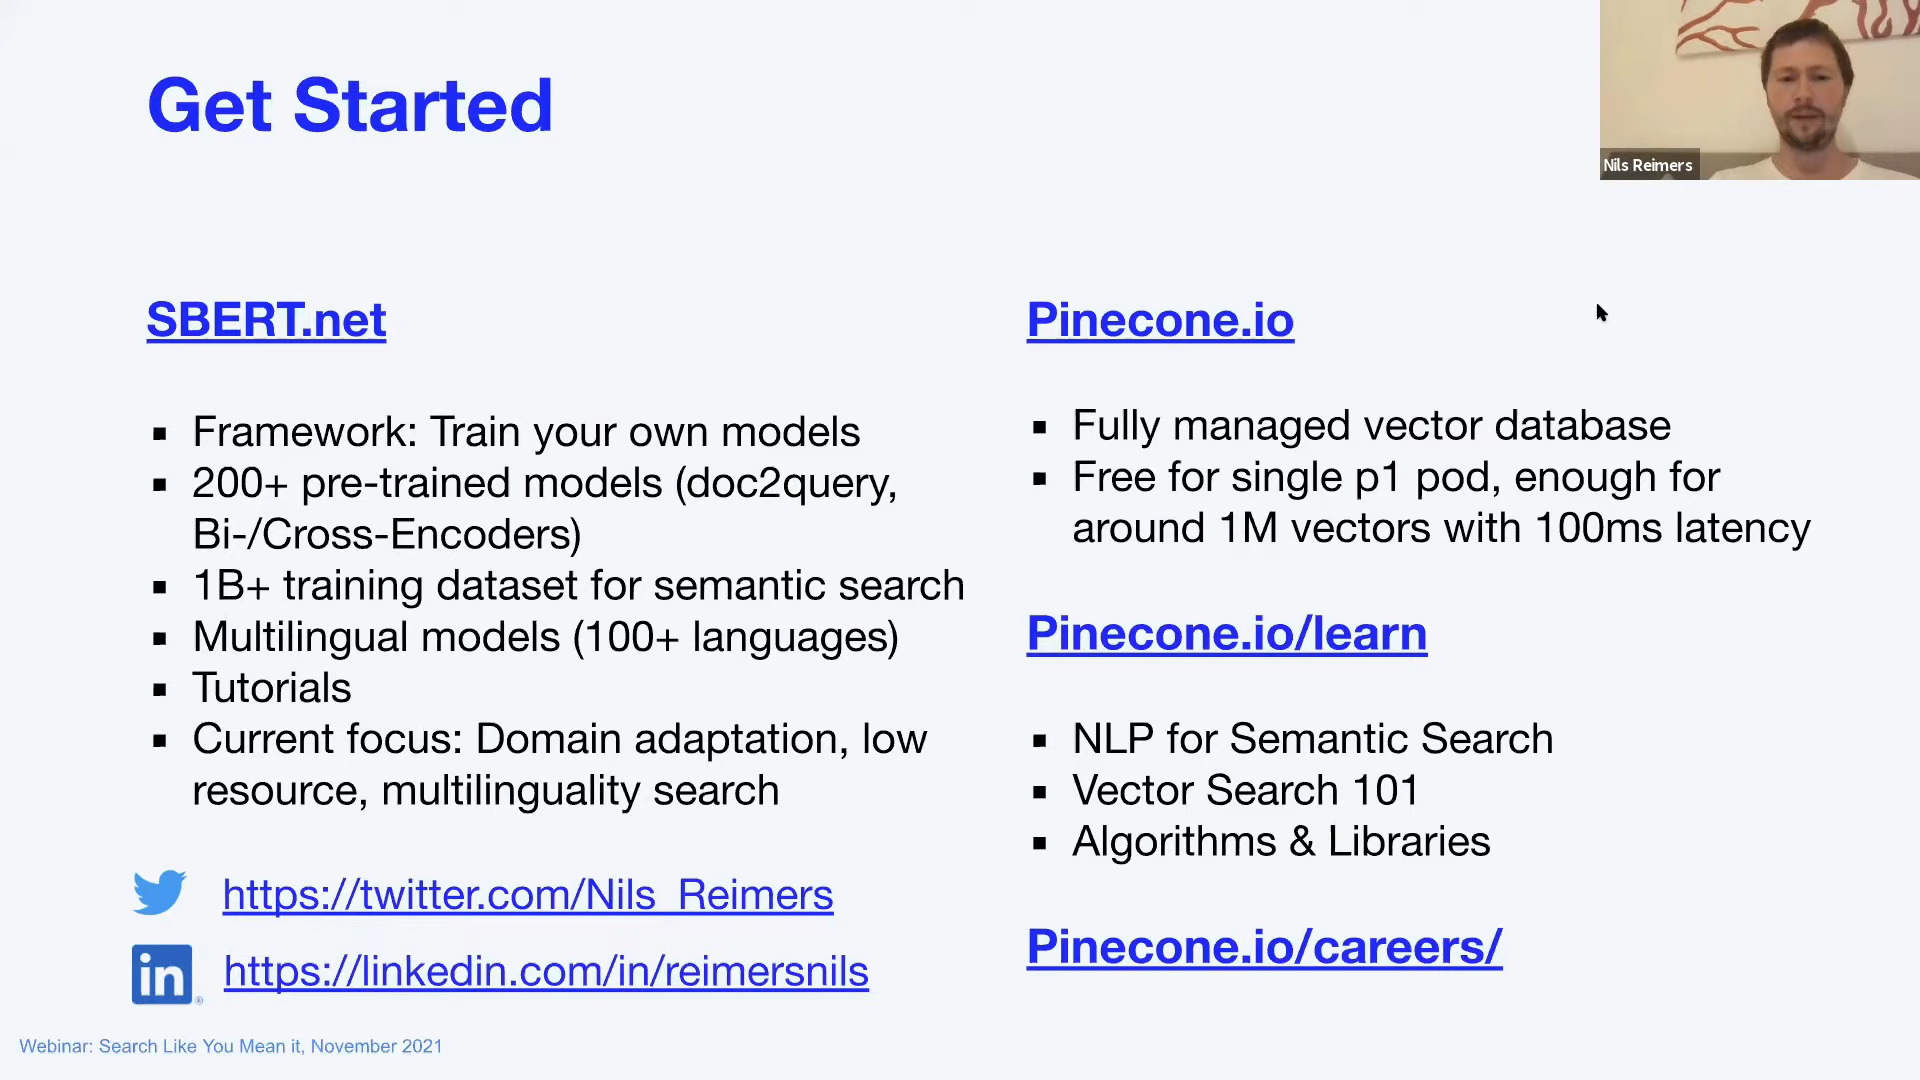 Get Started
Nils Reimers
SBERT.net
▪ Framework: Train your own models
▪ 200+ pre-trained models (doc2query,
Bi-/Cross-Encoders)
▪ 1B+ training dataset for semantic search
▪ Multilingual models (100+ languages)
▪ Tutorials
▪ Current focus: Domain adaptation, low
resource, multilinguality search
https://twitter.com/Nils_Reimers
in
https://linkedin.com/in/reimersnils
Pinecone.io
▪ Fully managed vector database
▪ Free for single p1 pod, enough for
around 1M vectors with 100ms latency
Pinecone.io/learn
▪ NLP for Semantic Search
▪ Vector Search 101
▪ Algorithms & Libraries
Pinecone.io/careers/
Webinar: Search Like You Mean it, November 2021